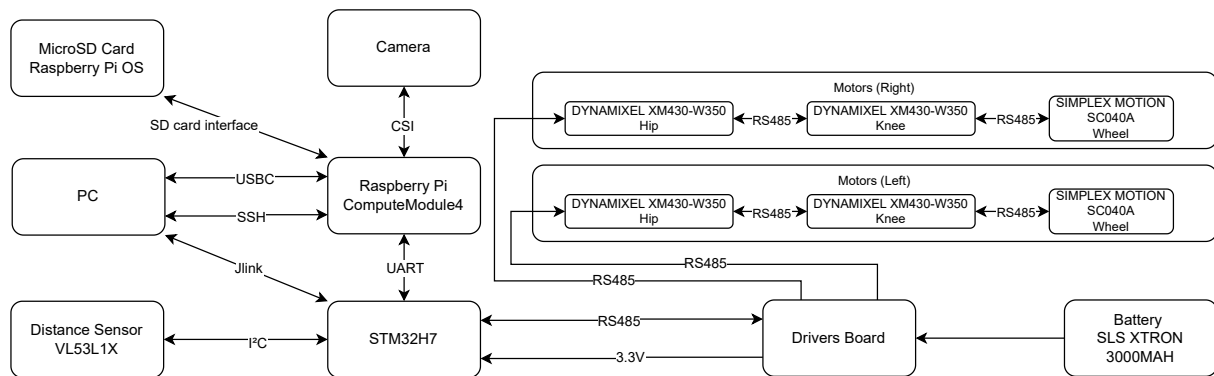 MicroSD Card
Raspberry Pi OS
Camera
SD card interface
CSI
PC
USBC
SSH
Raspberry Pi
ComputeModule4
Jlink
UART
Distance Sensor
VL53L1X
I²C
STM32H7
RS485
3.3V
Drivers Board
Battery
SLS XTRON
3000MAH
Motors (Right)
DYNAMIXEL XM430-W350
Hip
RS485
DYNAMIXEL XM430-W350
Knee
RS485
SIMPLEX MOTION
SC040A
Wheel
Motors (Left)
DYNAMIXEL XM430-W350
Hip
RS485
DYNAMIXEL XM430-W350
Knee
RS485
SIMPLEX MOTION
SC040A
Wheel
RS485
RS485